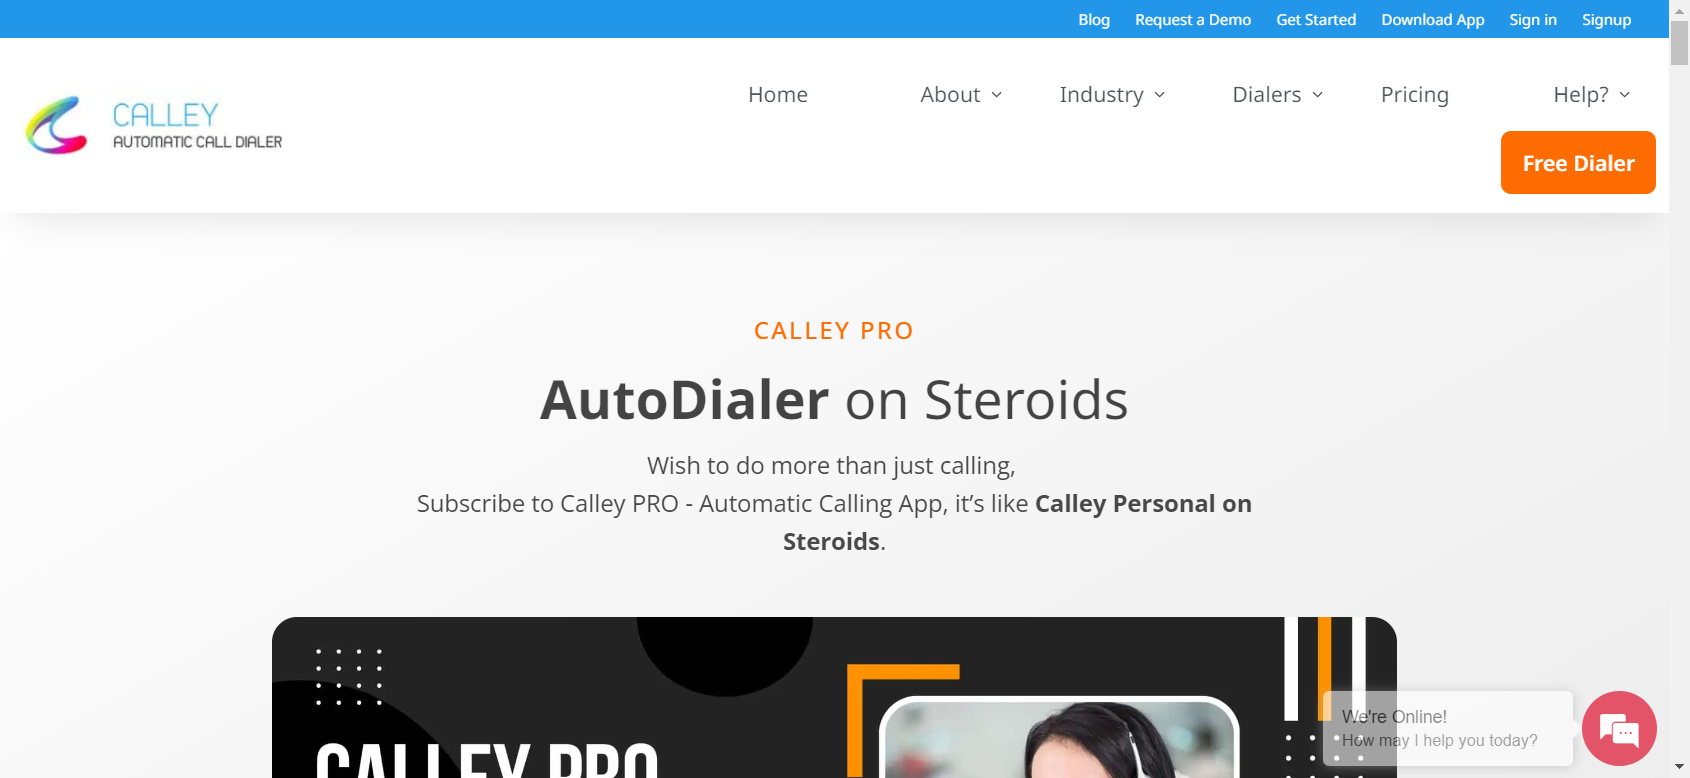 Blog Request a Demo Get Started Download App Sign in Signup
Home About Industry Dialers Pricing Help?
CALLEY
AUTOMATIC CALL DIALER
Free Dialer
CALLEY PRO
AutoDialer on Steroids
Wish to do more than just calling,
Subscribe to Calley PRO - Automatic Calling App, it’s like Calley Personal on
Steroids.
CALLEY PRO
We're Online!
How may I help you today?